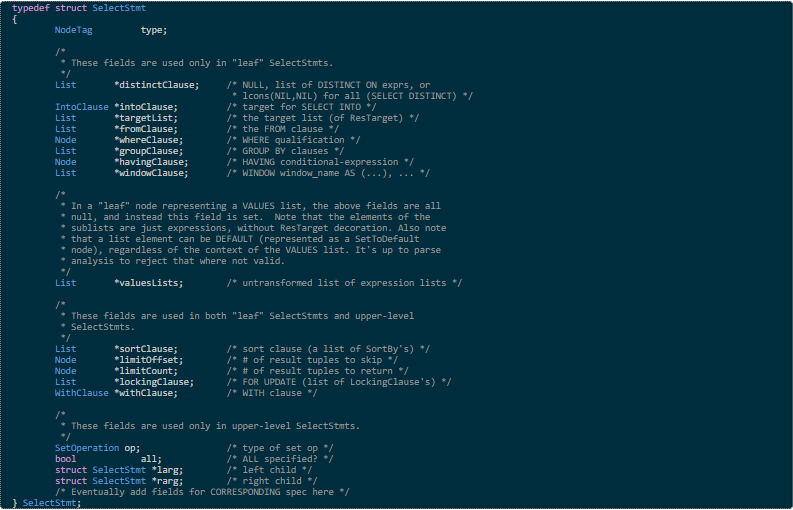 typedef struct SelectStmt
{
NodeTag type;
/*
* These fields are used only in "leaf" SelectStmts.
*/
List *distinctClause; /* NULL, list of DISTINCT ON exprs, or
* lcons(NIL,NIL) for all (SELECT DISTINCT) */
IntoClause *intoClause; /* target for SELECT INTO */
List *targetList; /* the target list (of ResTarget) */
List *fromClause; /* the FROM clause */
Node *whereClause; /* WHERE qualification */
List *groupClause; /* GROUP BY clauses */
Node *havingClause; /* HAVING conditional-expression */
List *windowClause; /* WINDOW window_name AS (...), ... */
/*
* In a "leaf" node representing a VALUES list, the above fields are all
* null, and instead this field is set. Note that the elements of the
* sublists are just expressions, without ResTarget decoration. Also note
* that a list element can be DEFAULT (represented as a SetToDefault
* node), regardless of the context of the VALUES list. It's up to parse
* analysis to reject that where not valid.
*/
List *valuesLists; /* untransformed list of expression lists */
/*
* These fields are used in both "leaf" SelectStmts and upper-level
* SelectStmts.
*/
List *sortClause; /* sort clause (a list of SortBy's) */
Node *limitOffset; /* # of result tuples to skip */
Node *limitCount; /* # of result tuples to return */
List *lockingClause; /* FOR UPDATE (list of LockingClause's) */
WithClause *withClause; /* WITH clause */
/*
* These fields are used only in upper-level SelectStmts.
*/
SetOperation op; /* type of set op */
bool all; /* ALL specified? */
struct SelectStmt *larg; /* left child */
struct SelectStmt *rarg; /* right child */
/* Eventually add fields for CORRESPONDING spec here */
} SelectStmt;